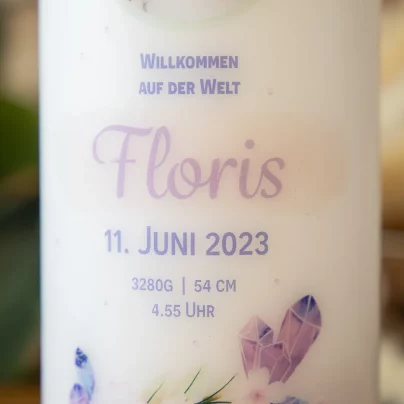 Willkommen
auf der Welt
Floris
11. Juni 2023
3280g | 54 cm
4.55 Uhr